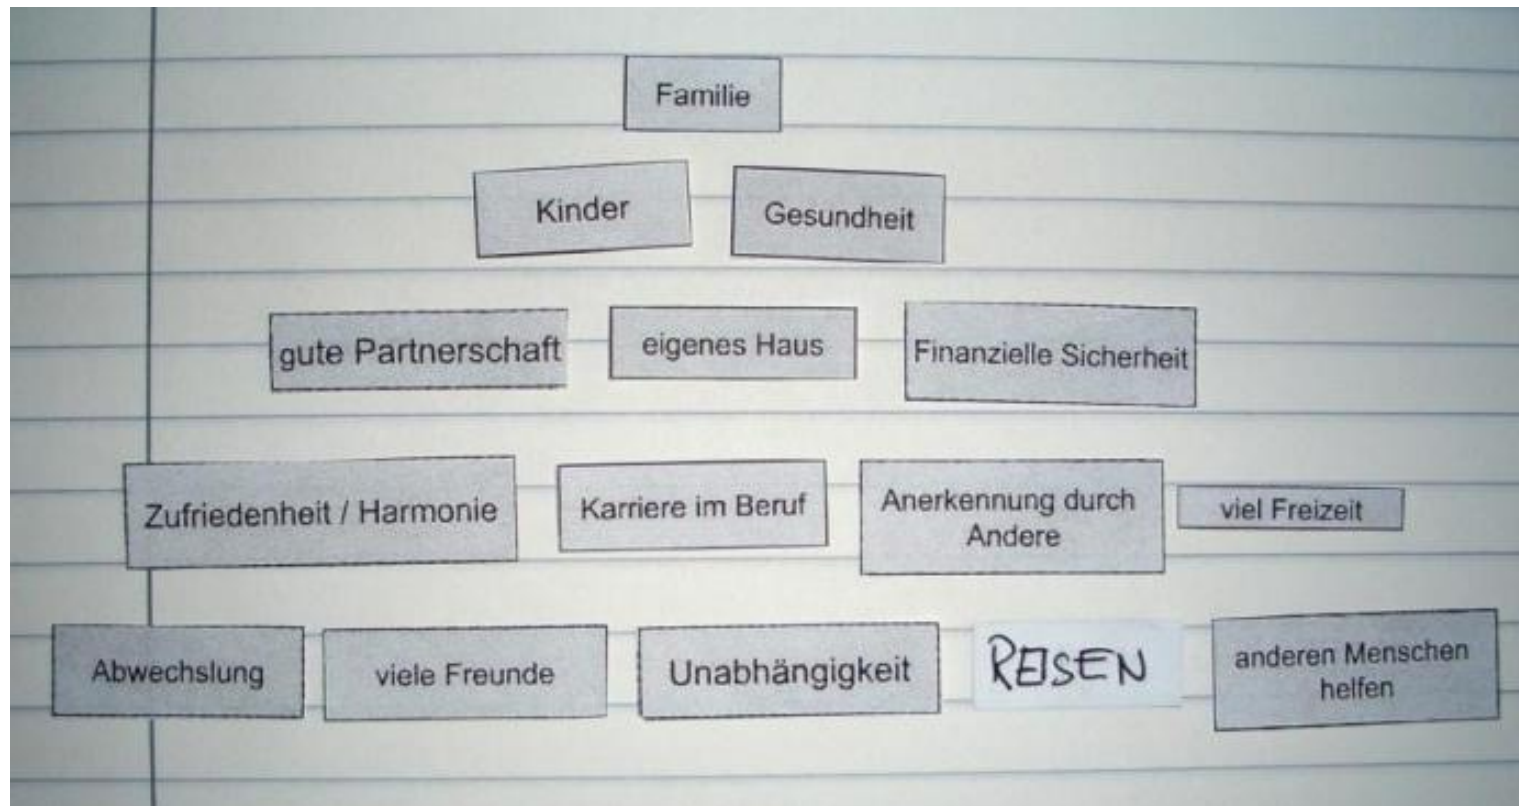 Familie
Kinder Gesundheit
gute Partnerschaft eigenes Haus Finanzielle Sicherheit
Zufriedenheit / Harmonie Karriere im Beruf Anerkennung durch
Andere viel Freizeit
Abwechslung viele Freunde Unabhängigkeit REISEN anderen Menschen
helfen